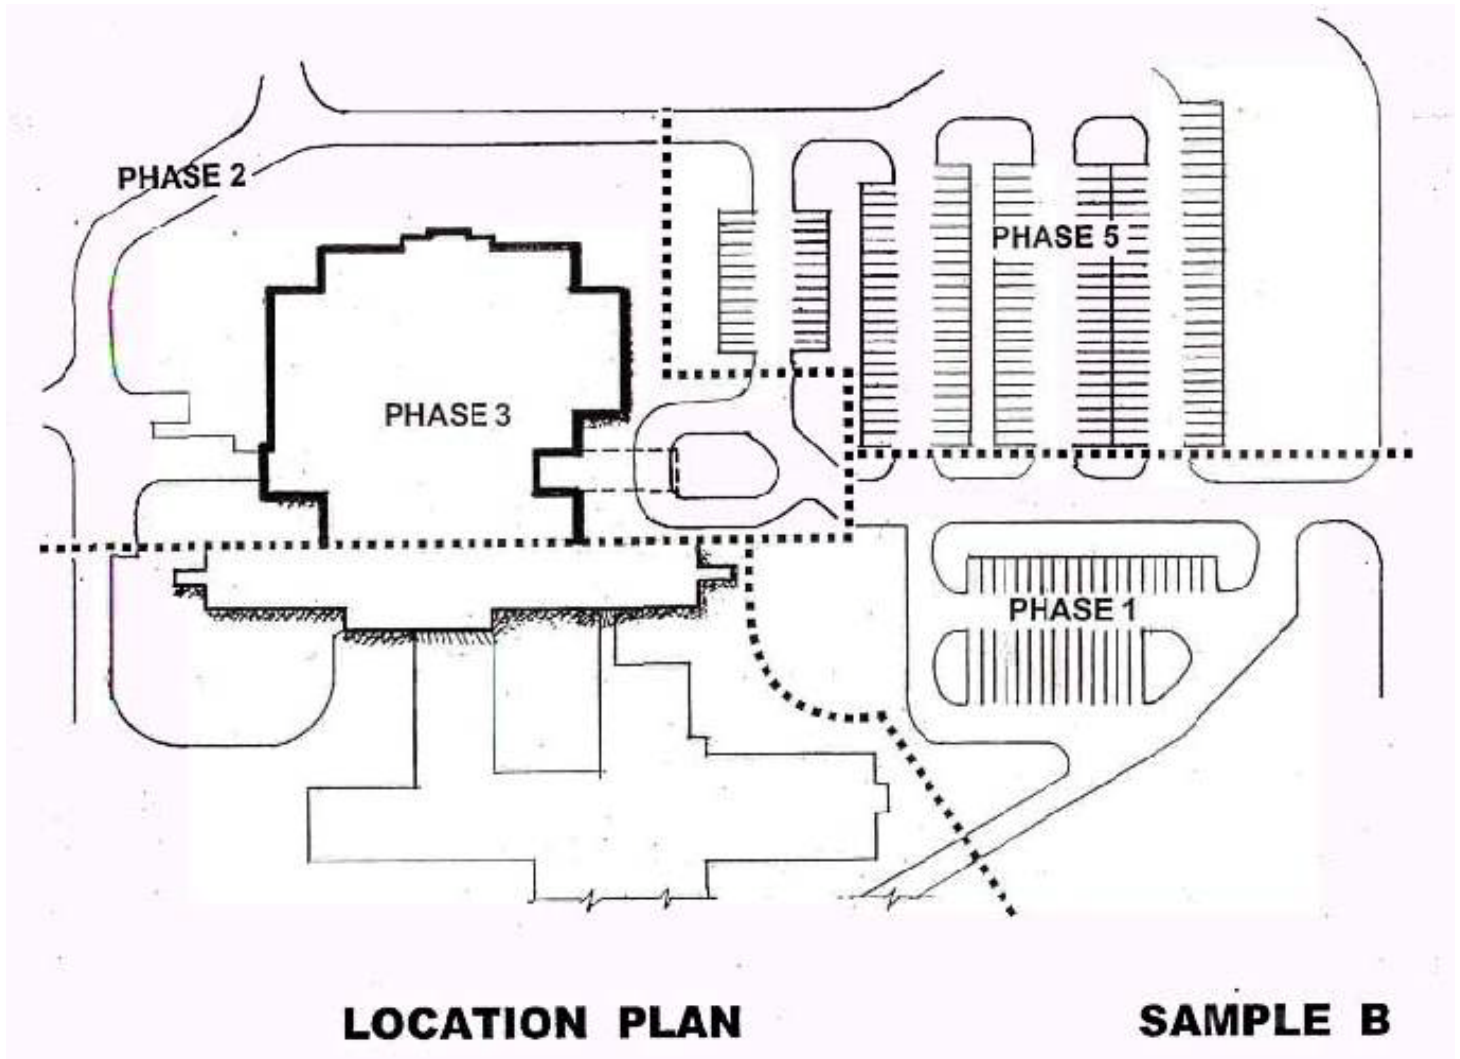 PHASE 2
PHASE 5
PHASE 3
PHASE 1
LOCATION PLAN
SAMPLE B